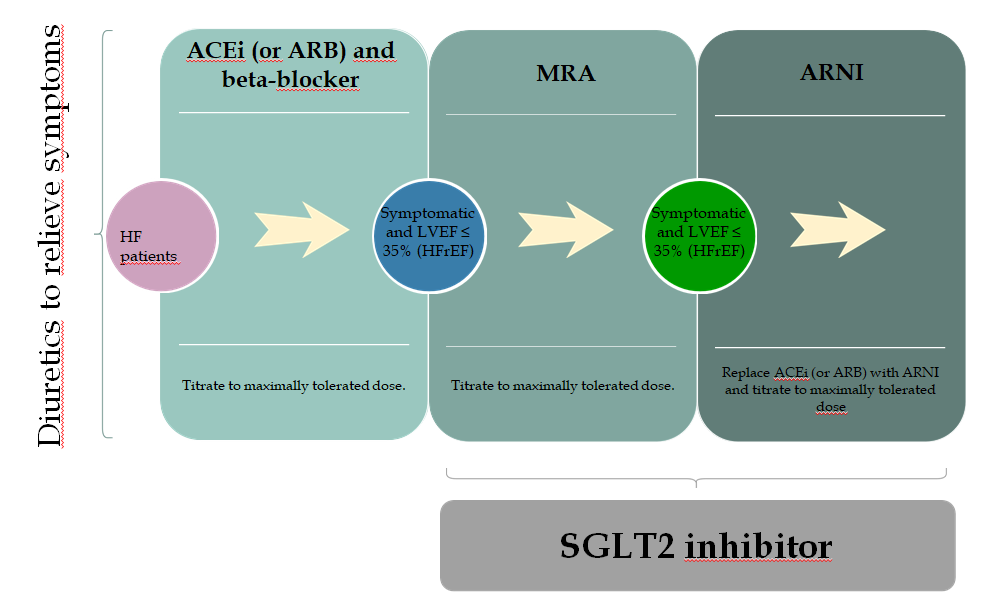 Diuretics to relieve symptoms
ACEi (or ARB) and
beta-blocker
MRA
ARNI
HF
patients
Symptomatic
and LVEF ≤
35% (HFrEF)
Symptomatic
and LVEF ≤
35% (HFrEF)
Titrate to maximally tolerated dose.
Titrate to maximally tolerated dose.
Replace ACEi (or ARB) with ARNI
and titrate to maximally tolerated
dose
SGLT2 inhibitor